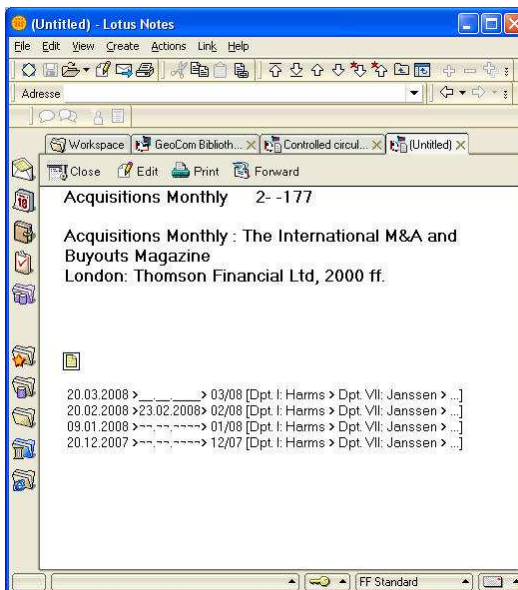 (Untitled) - Lotus Notes
File Edit View Create Actions Link Help
Adresse
Workspace GeoCom Biblioth... Controlled circul... (Untitled)
Close Edit Print Forward
Acquisitions Monthly 2- -177
Acquisitions Monthly : The International M&A and
Buyouts Magazine
London: Thomson Financial Ltd, 2000 ff.
20.03.2008 >__.__.____> 03/08 [Dpt. I: Harms > Dpt. VII: Janssen > ...]
20.02.2008 >23.02.2008> 02/08 [Dpt. I: Harms > Dpt. VII: Janssen > ...]
09.01.2008 >--.--.----> 01/08 [Dpt. I: Harms > Dpt. VII: Janssen > ...]
20.12.2007 >--.--.----> 12/07 [Dpt. I: Harms > Dpt. VII: Janssen > ...]
FF Standard